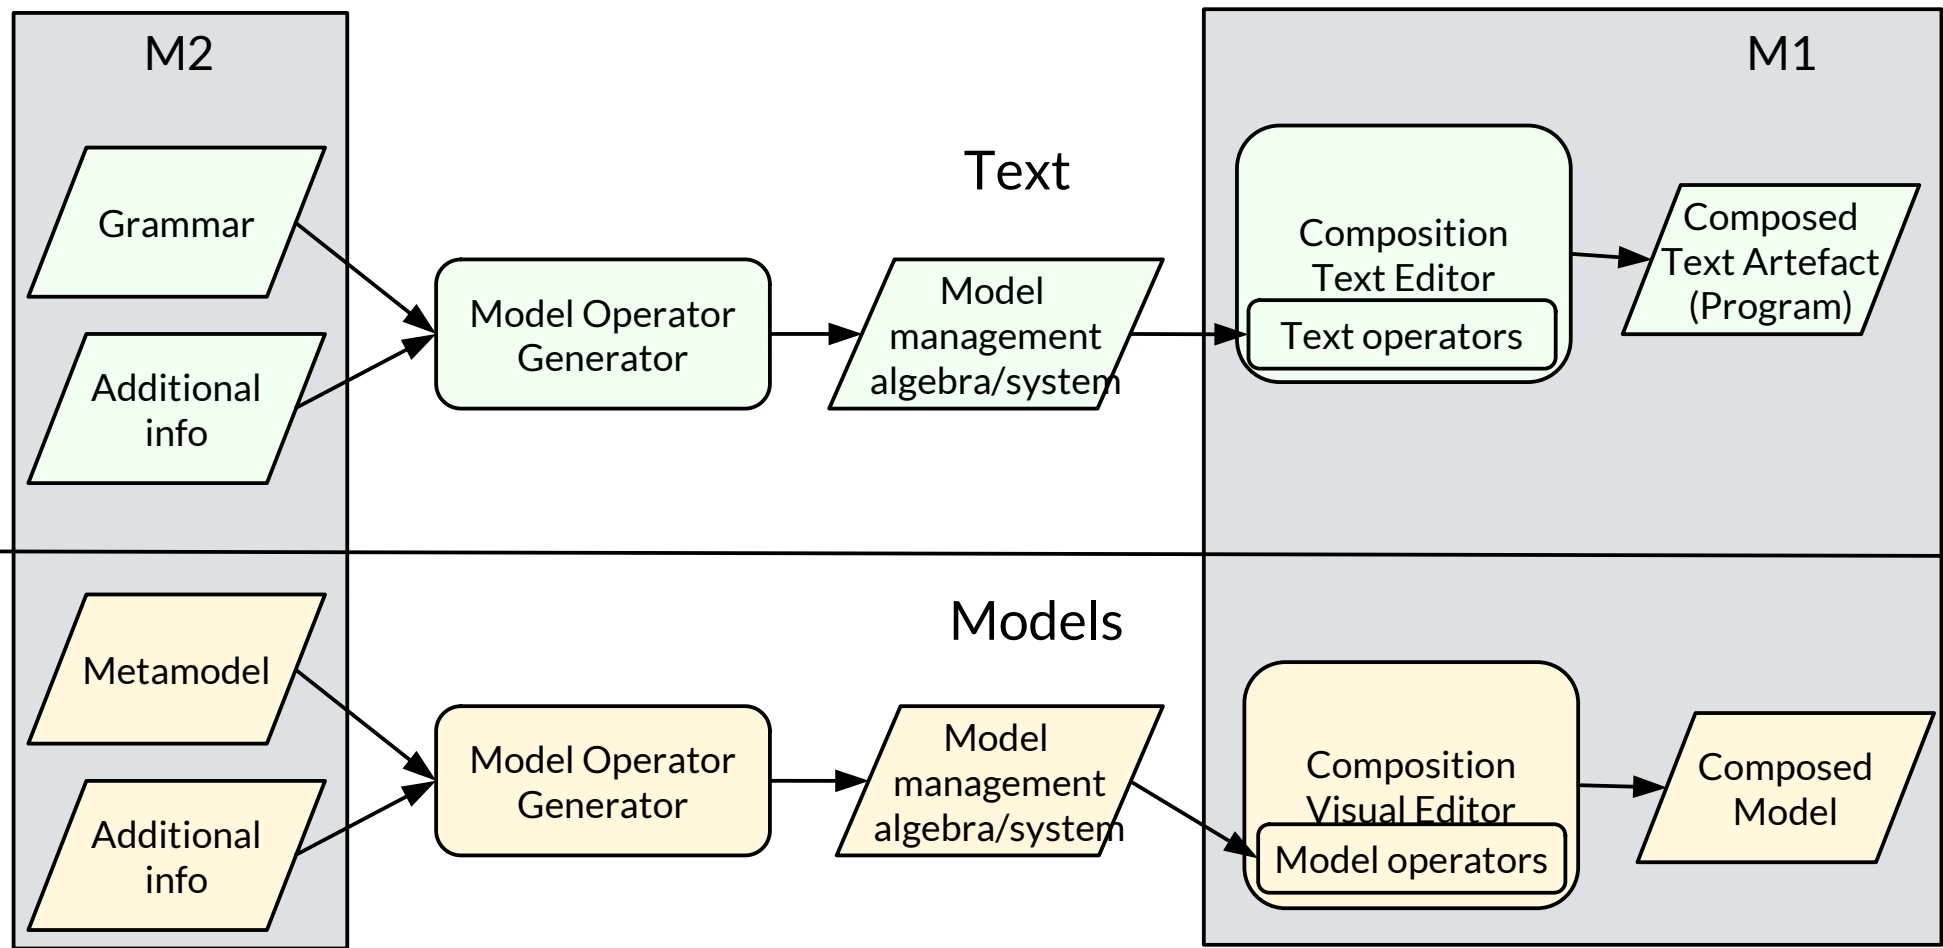 M2
M1
Text
Grammar
Additional
info
Model Operator
Generator
Model
management
algebra/system
Composition
Text Editor
Text operators
Composed
Text Artefact
(Program)
Models
Metamodel
Additional
info
Model Operator
Generator
Model
management
algebra/system
Composition
Visual Editor
Model operators
Composed
Model